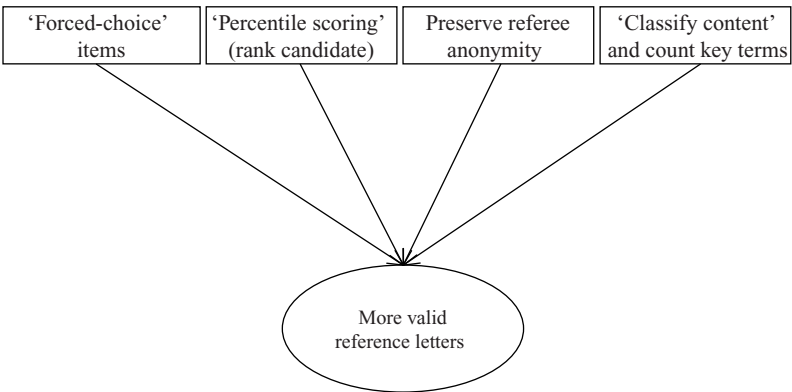 ‘Forced-choice’
items
‘Percentile scoring’
(rank candidate)
Preserve referee
anonymity
‘Classify content’
and count key terms
More valid
reference letters